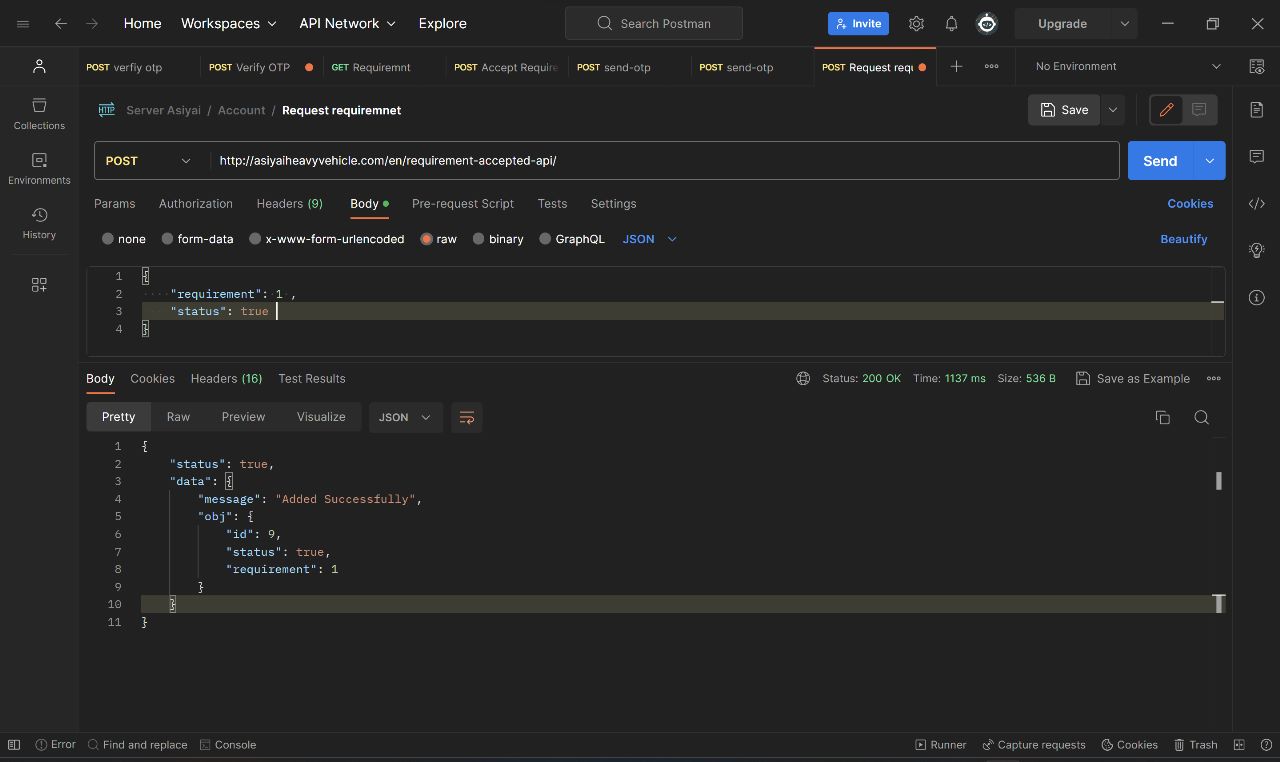 Home Workspaces API Network Explore Search Postman Invite Upgrade
POST verfiy otp POST Verify OTP GET Requiremnt POST Accept Require POST send-otp POST send-otp POST Request requ No Environment
Collections
Environments
History
HTTP Server Asiyai / Account / Request requiremnet Save
POST http://asiyaiheavyvehicle.com/en/requirement-accepted-api/ Send
Params Authorization Headers (9) Body Pre-request Script Tests Settings Cookies
none form-data x-www-form-urlencoded raw binary GraphQL JSON Beautify
1 {
2 "requirement": 1 ,
3 "status": true
4 }
Body Cookies Headers (16) Test Results Status: 200 OK Time: 1137 ms Size: 536 B Save as Example
Pretty Raw Preview Visualize JSON
1 {
2 "status": true,
3 "data": {
4 "message": "Added Successfully",
5 "obj": {
6 "id": 9,
7 "status": true,
8 "requirement": 1
9 }
10 }
11 }
Error Find and replace Console Runner Capture requests Cookies Trash